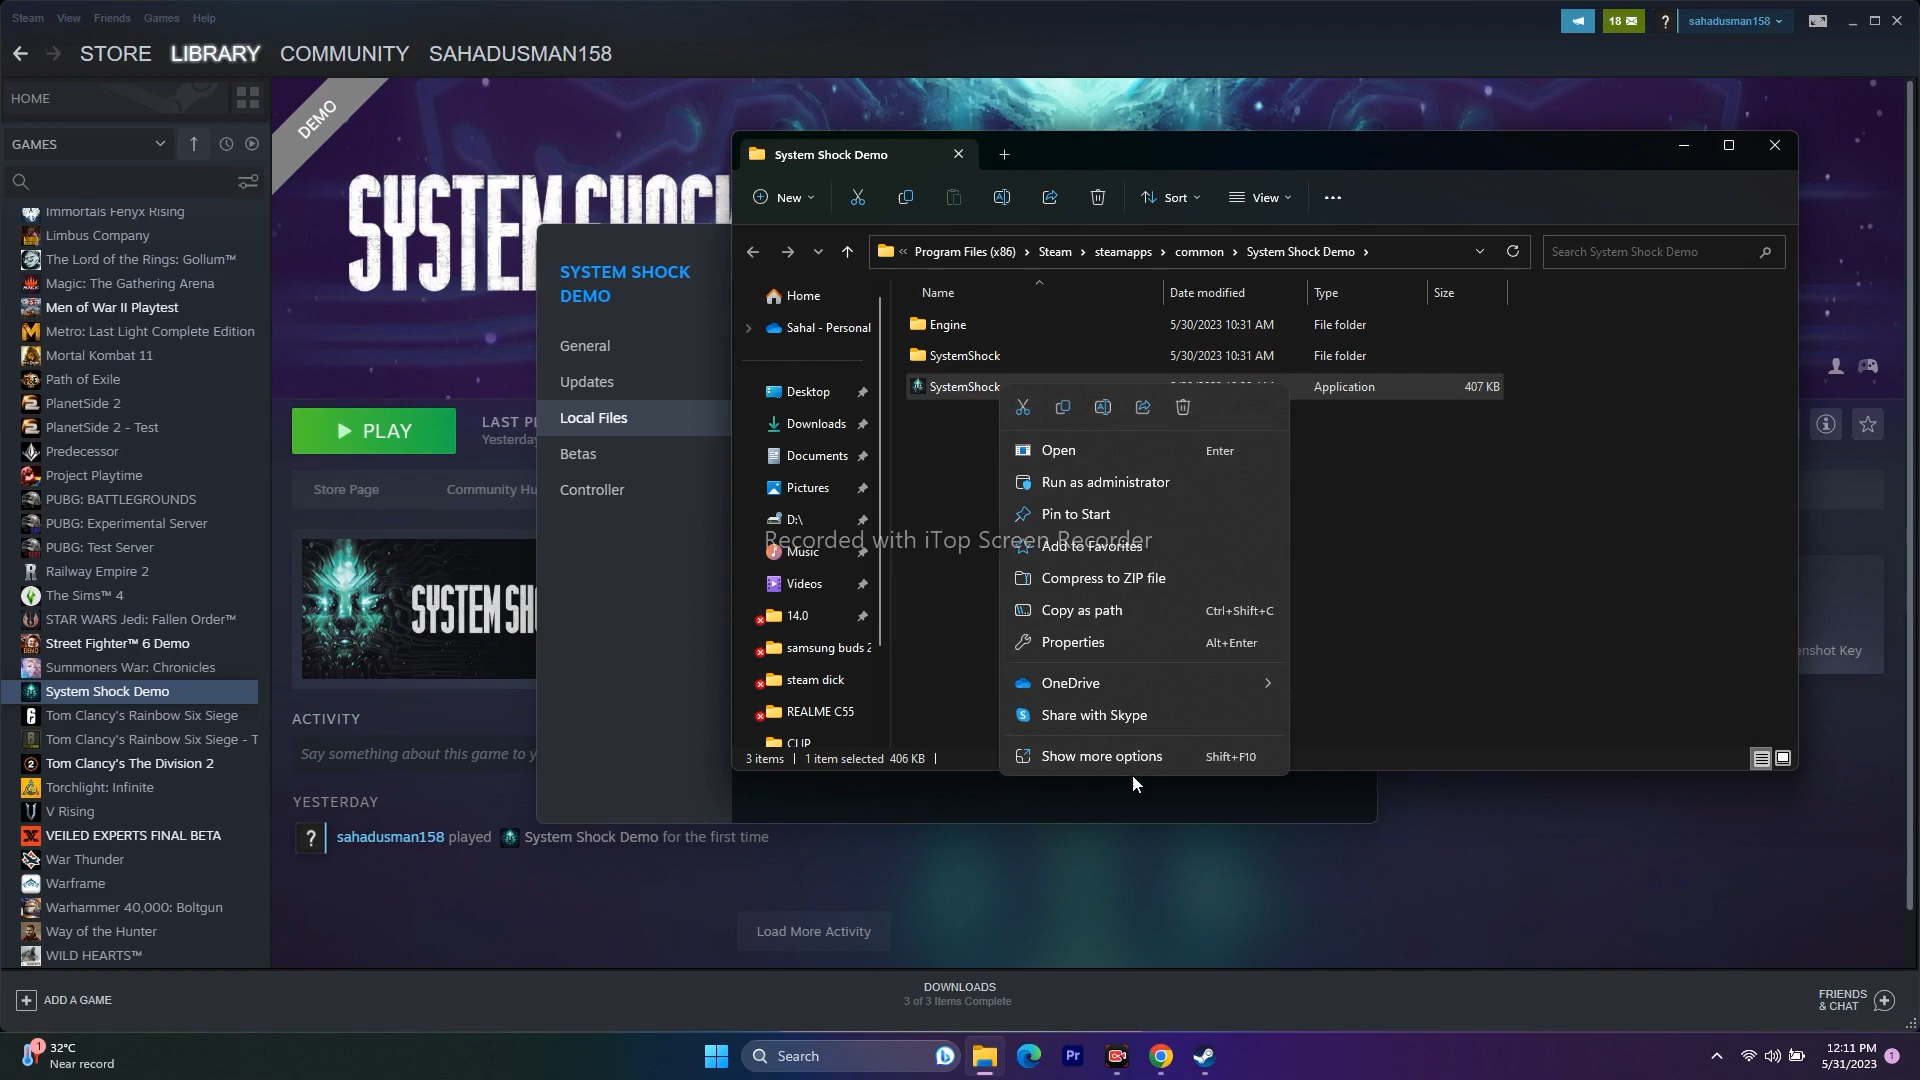 Steam View Friends Games Help
18
?
sahadusman158
STORE LIBRARY COMMUNITY SAHADUSMAN158
HOME
GAMES
Immortals Fenyx Rising
Limbus Company
The Lord of the Rings: Gollum™
Magic: The Gathering Arena
Men of War II Playtest
Metro: Last Light Complete Edition
Mortal Kombat 11
Path of Exile
PlanetSide 2
PlanetSide 2 - Test
Predecessor
Project Playtime
PUBG: BATTLEGROUNDS
PUBG: Experimental Server
PUBG: Test Server
Railway Empire 2
The Sims™ 4
STAR WARS Jedi: Fallen Order™
Street Fighter™ 6 Demo
Summoners War: Chronicles
System Shock Demo
Tom Clancy's Rainbow Six Siege
Tom Clancy's Rainbow Six Siege - T
Tom Clancy's The Division 2
Torchlight: Infinite
V Rising
VEILED EXPERTS FINAL BETA
War Thunder
Warframe
Warhammer 40,000: Boltgun
Way of the Hunter
WILD HEARTS™
ADD A GAME
DEMO
SYSTEM SHOCK
PLAY
LAST PL
Yesterday
Store Page
Community Hu
SYSTEM SH
ACTIVITY
Say something about this game to y
YESTERDAY
? sahadusman158 played System Shock Demo for the first time
Load More Activity
enshot Key
SYSTEM SHOCK
DEMO
General
Updates
Local Files
Betas
Controller
System Shock Demo
New
Sort
View
« Program Files (x86) › Steam › steamapps › common › System Shock Demo ›
Search System Shock Demo
Home
Sahal - Personal
Desktop
Downloads
Documents
Pictures
D:\
Music
Videos
14.0
samsung buds 2
steam dick
REALME C55
CLIP
Name Date modified Type Size
Engine 5/30/2023 10:31 AM File folder
SystemShock 5/30/2023 10:31 AM File folder
SystemShock Application 407 KB
Open Enter
Run as administrator
Pin to Start
Add to Favorites
Compress to ZIP file
Copy as path Ctrl+Shift+C
Properties Alt+Enter
OneDrive
Share with Skype
Show more options Shift+F10
Recorded with iTop Screen Recorder
3 items 1 item selected 406 KB
DOWNLOADS
3 of 3 Items Complete
FRIENDS
& CHAT
1
32°C
Near record
Search
Pr
12:11 PM
5/31/2023
1